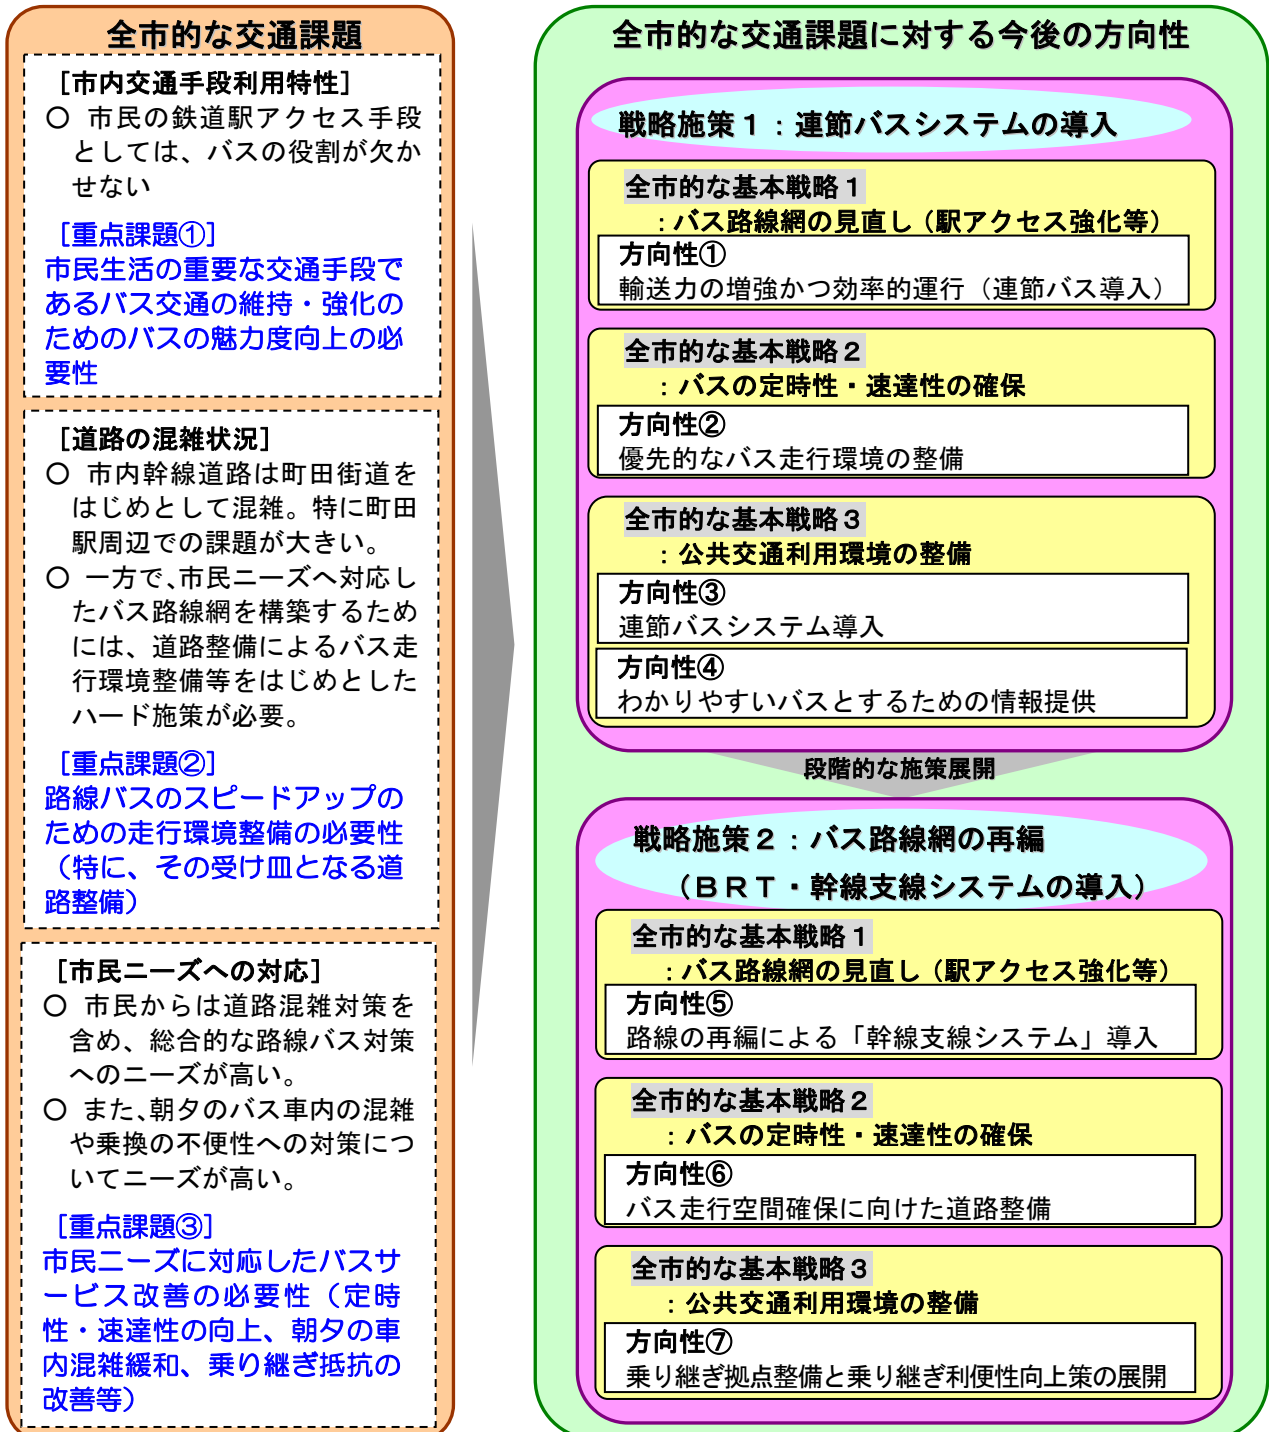 全市的な交通課題
［市内交通手段利用特性］
〇 市民の鉄道駅アクセス手段
としては、バスの役割が欠か
せない
［重点課題①］
市民生活の重要な交通手段で
あるバス交通の維持・強化の
ためのバスの魅力度向上の必
要性
［道路の混雑状況］
〇 市内幹線道路は町田街道を
はじめとして混雑。特に町田
駅周辺での課題が大きい。
〇 一方で、市民ニーズへ対応し
たバス路線網を構築するため
には、道路整備によるバス走
行環境整備等をはじめとした
ハード施策が必要。
［重点課題②］
路線バスのスピードアップの
ための走行環境整備の必要性
（特に、その受け皿となる道
路整備）
［市民ニーズへの対応］
〇 市民からは道路混雑対策を
含め、総合的な路線バス対策
へのニーズが高い。
〇 また、朝夕のバス車内の混雑
や乗換の不便性への対策につ
いてニーズが高い。
［重点課題③］
市民ニーズに対応したバスサ
ービス改善の必要性（定時
性・速達性の向上、朝夕の車
内混雑緩和、乗り継ぎ抵抗の
改善等）
全市的な交通課題に対する今後の方向性
戦略施策１：連節バスシステムの導入
全市的な基本戦略１
：バス路線網の見直し（駅アクセス強化等）
方向性①
輸送力の増強かつ効率的運行（連節バス導入）
全市的な基本戦略２
：バスの定時性・速達性の確保
方向性②
優先的なバス走行環境の整備
全市的な基本戦略３
：公共交通利用環境の整備
方向性③
連節バスシステム導入
方向性④
わかりやすいバスとするための情報提供
段階的な施策展開
戦略施策２：バス路線網の再編
（ＢＲＴ・幹線支線システムの導入）
全市的な基本戦略１
：バス路線網の見直し（駅アクセス強化等）
方向性⑤
路線の再編による「幹線支線システム」導入
全市的な基本戦略２
：バスの定時性・速達性の確保
方向性⑥
バス走行空間確保に向けた道路整備
全市的な基本戦略３
：公共交通利用環境の整備
方向性⑦
乗り継ぎ拠点整備と乗り継ぎ利便性向上策の展開